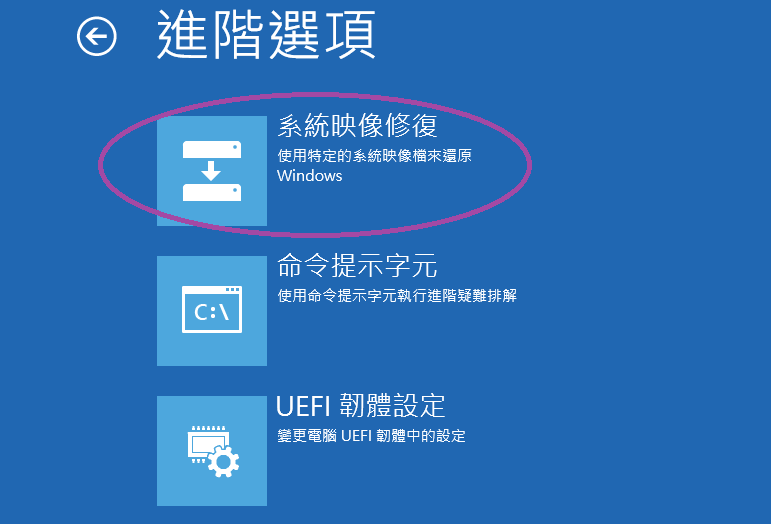 進階選項
系統映像修復
使用特定的系統映像檔來還原
Windows
命令提示字元
使用命令提示字元執行進階疑難排解
C:\
UEFI 韌體設定
變更電腦 UEFI 韌體中的設定